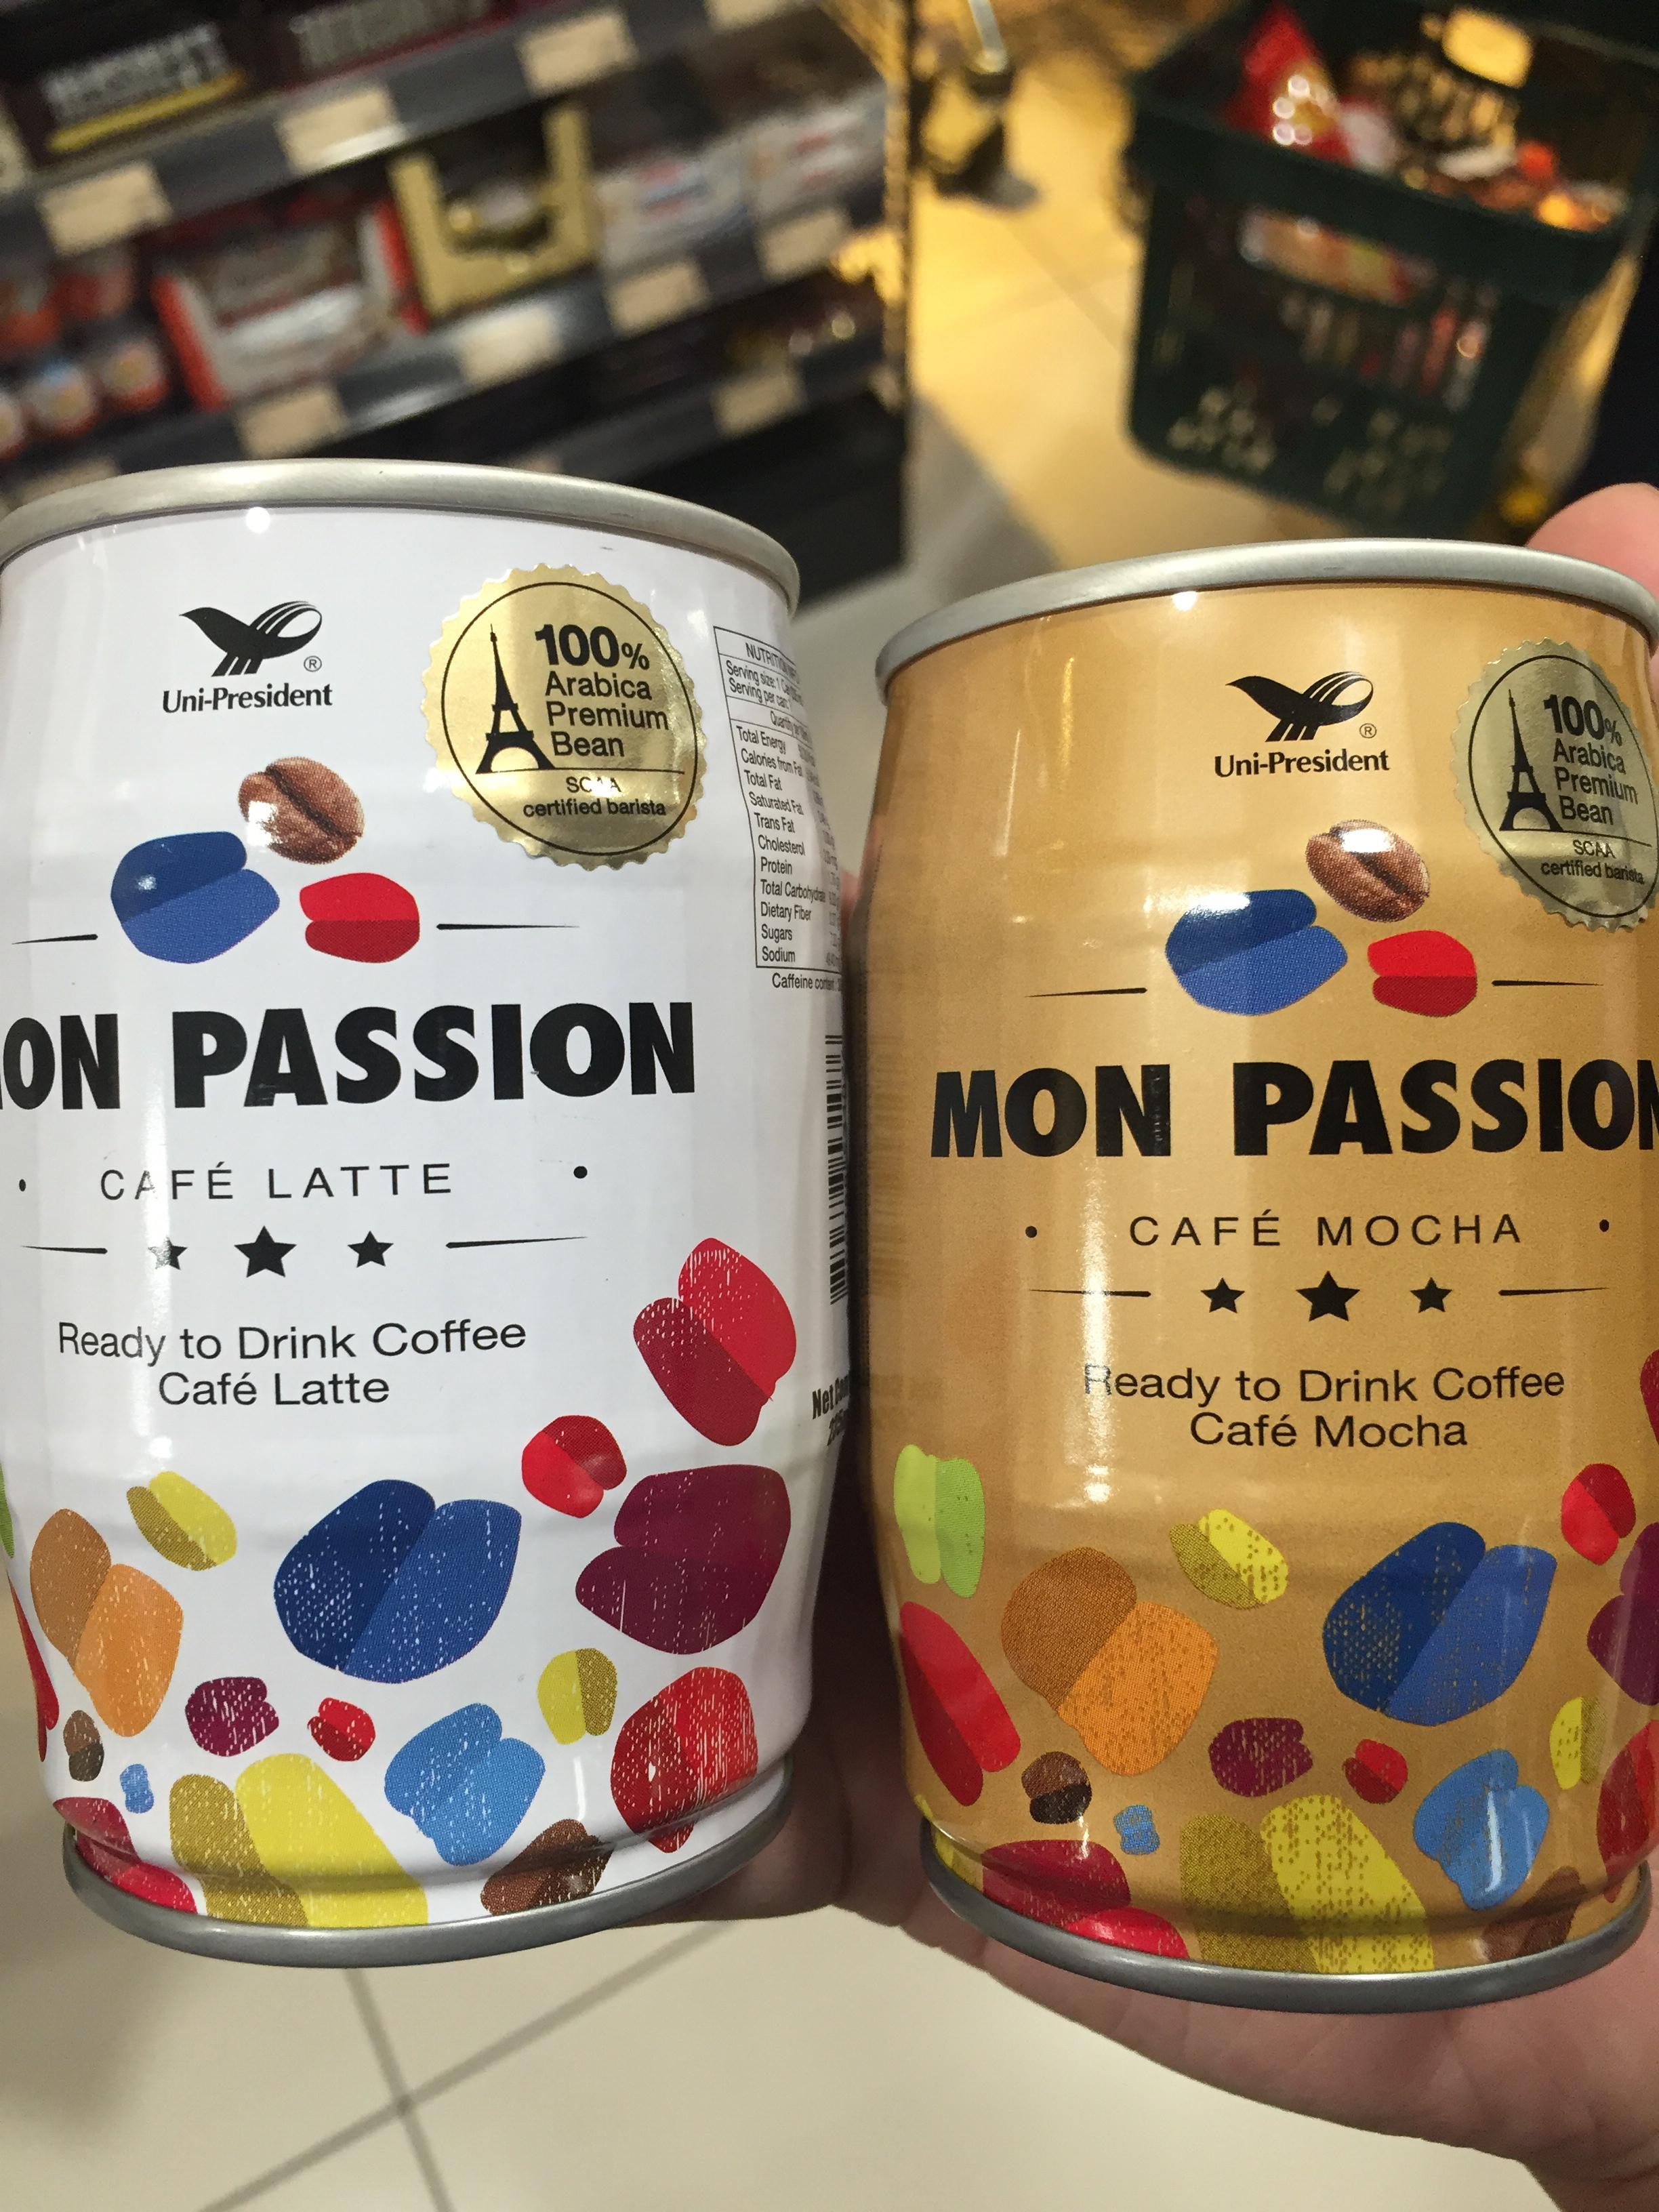 Uni-President
100%
Arabica
Premium
Bean
SCAA
certified barista
ON PASSION
CAFÉ LATTE
Ready to Drink Coffee
Café Latte
Serving size: 1
Serving per can:
Total Energy
Calories from Fat
Total Fat
Saturated Fat
Trans Fat
Cholesterol
Protein
Total Carbohydrate
Dietary Fiber
Sugars
Sodium
Caffeine
Net
Uni-President
100%
Arabica
Premium
Bean
SCAA
certified barista
MON PASSION
CAFÉ MOCHA
Ready to Drink Coffee
Café Mocha